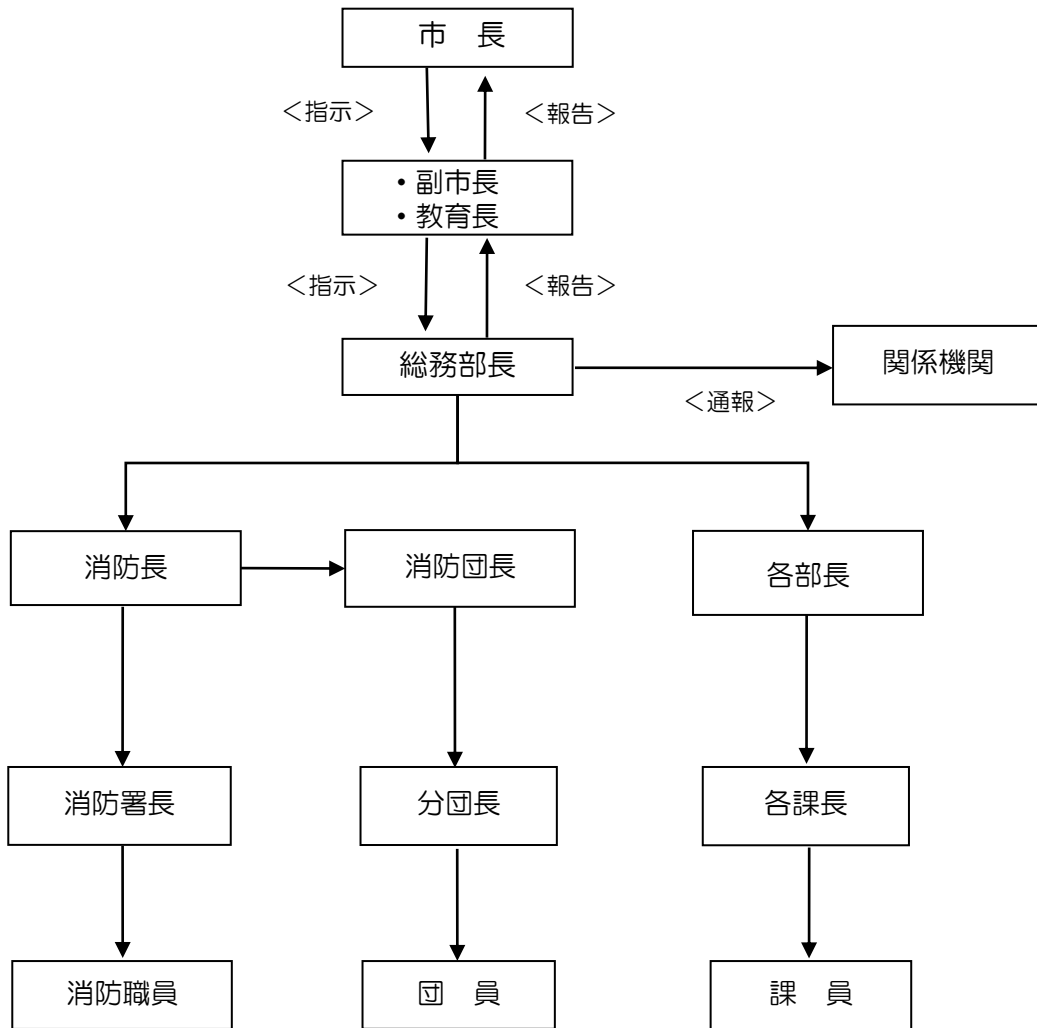 市　長
＜指示＞
＜報告＞
・副市長
・教育長
＜指示＞
＜報告＞
総務部長
関係機関
＜通報＞
消防長
消防団長
各部長
消防署長
分団長
各課長
消防職員
団　員
課　員